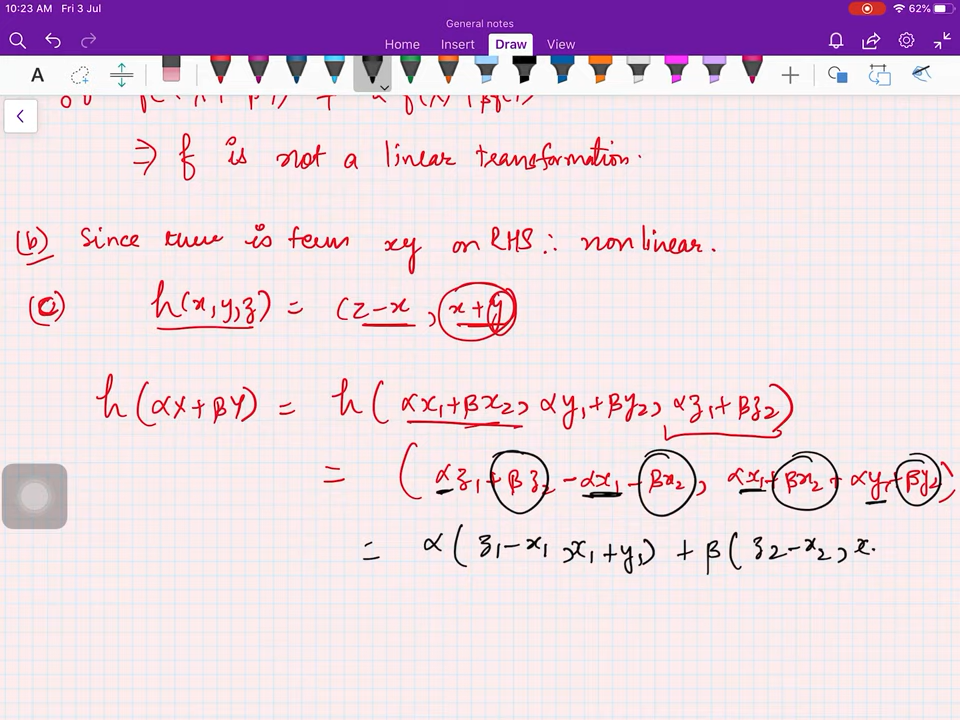 10:23 AM Fri 3 Jul
62%
General notes
Home Insert Draw View
A
⇒ f is not a linear transformation.
(b) Since there is term xy on RHS ∴ nonlinear.
(c) h(x,y,z) = (z-x, x+y)
h(αX+βY) = h(αx₁+βx₂, αy₁+βy₂, αz₁+βz₂)
= (αz₁+βz₂-αx₁-βx₂, αx₁+βx₂+αy₁+βy₂)
= α(z₁-x₁, x₁+y₁) + β(z₂-x₂, x